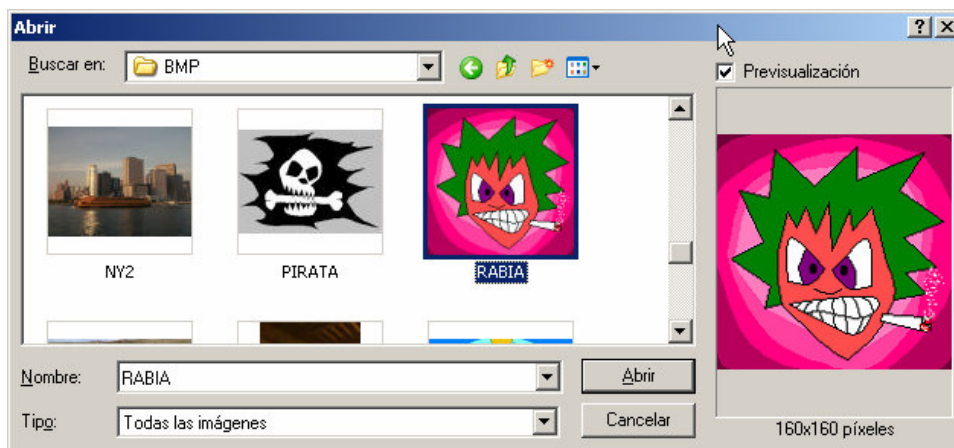 Abrir
Buscar en: BMP
Previsualización
NY2 PIRATA RABIA
Nombre: RABIA Abrir
Tipo: Todas las imágenes Cancelar
160x160 píxeles